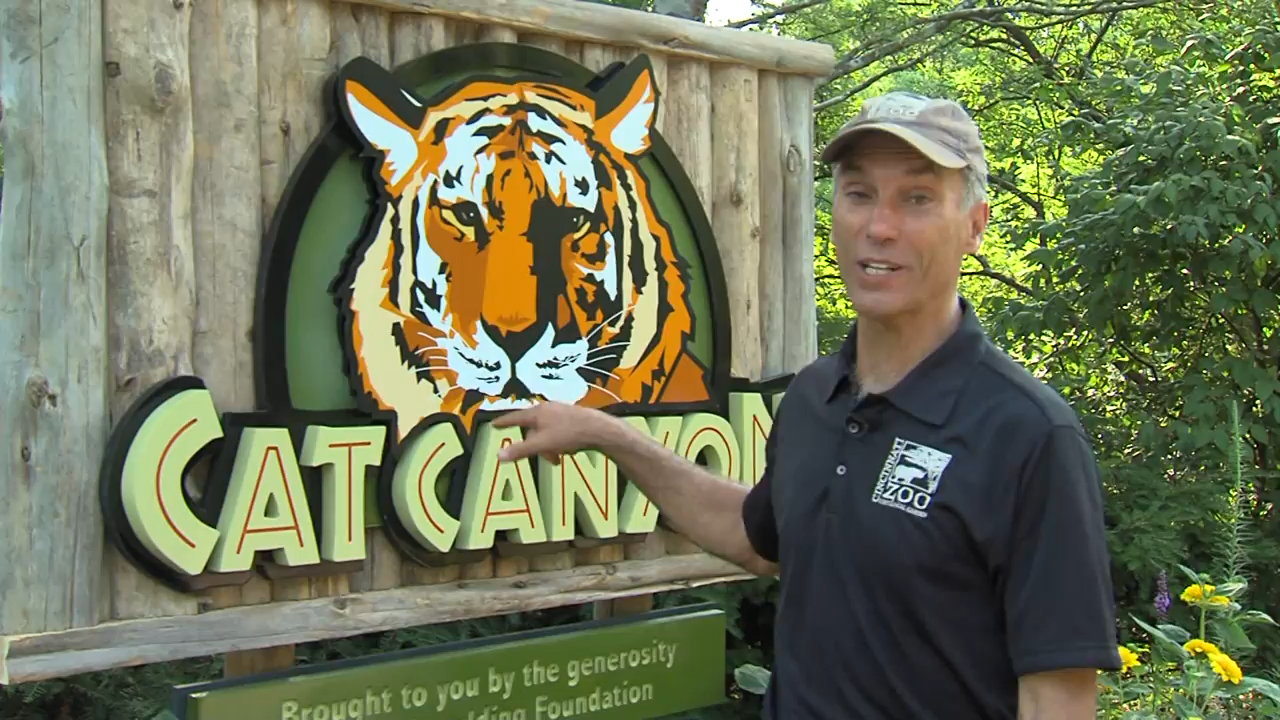 CAT CANYON
Brought to you by the generosity
Foundation
CINCINNATI
ZOO